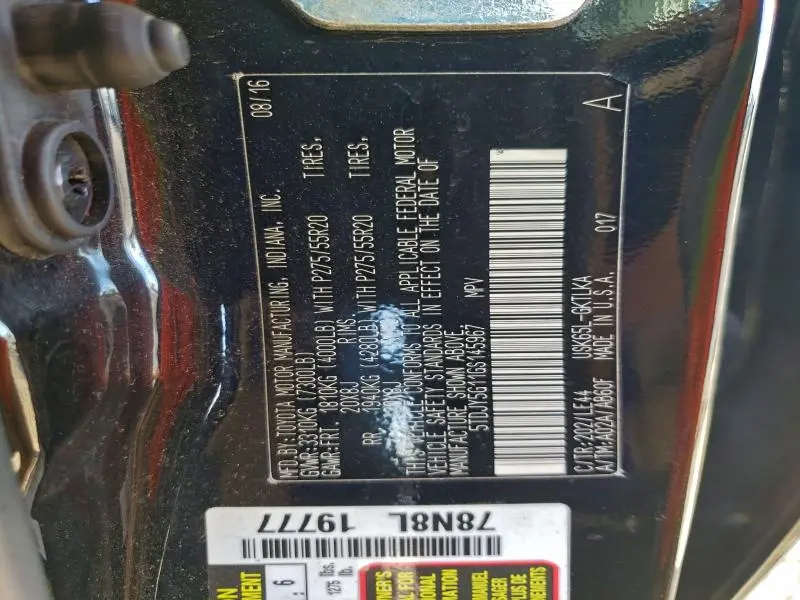 MFD.BY:TOYOTA MOTOR MANUFACTURING, INDIANA, INC. 08/16
GVWR:3310KG (7300LB)
GAWR:FRT. 1810KG (4000LB) WITH P275/55R20 TIRES,
20X8J RIMS
RR 1940KG (4280LB) WITH P275/55R20 TIRES,
THIS VEHICLE CONFORMS TO ALL APPLICABLE FEDERAL MOTOR
VEHICLE SAFETY STANDARDS IN EFFECT ON THE DATE OF
MANUFACTURE SHOWN ABOVE.
5TDJY5G11GS145967 MPV
C/TR:202/LE44 USK65L-GKTLKA
A/TM:A02A/AB60F MADE IN U.S.A. 017 A
78N8L
19777
1275 lbs.